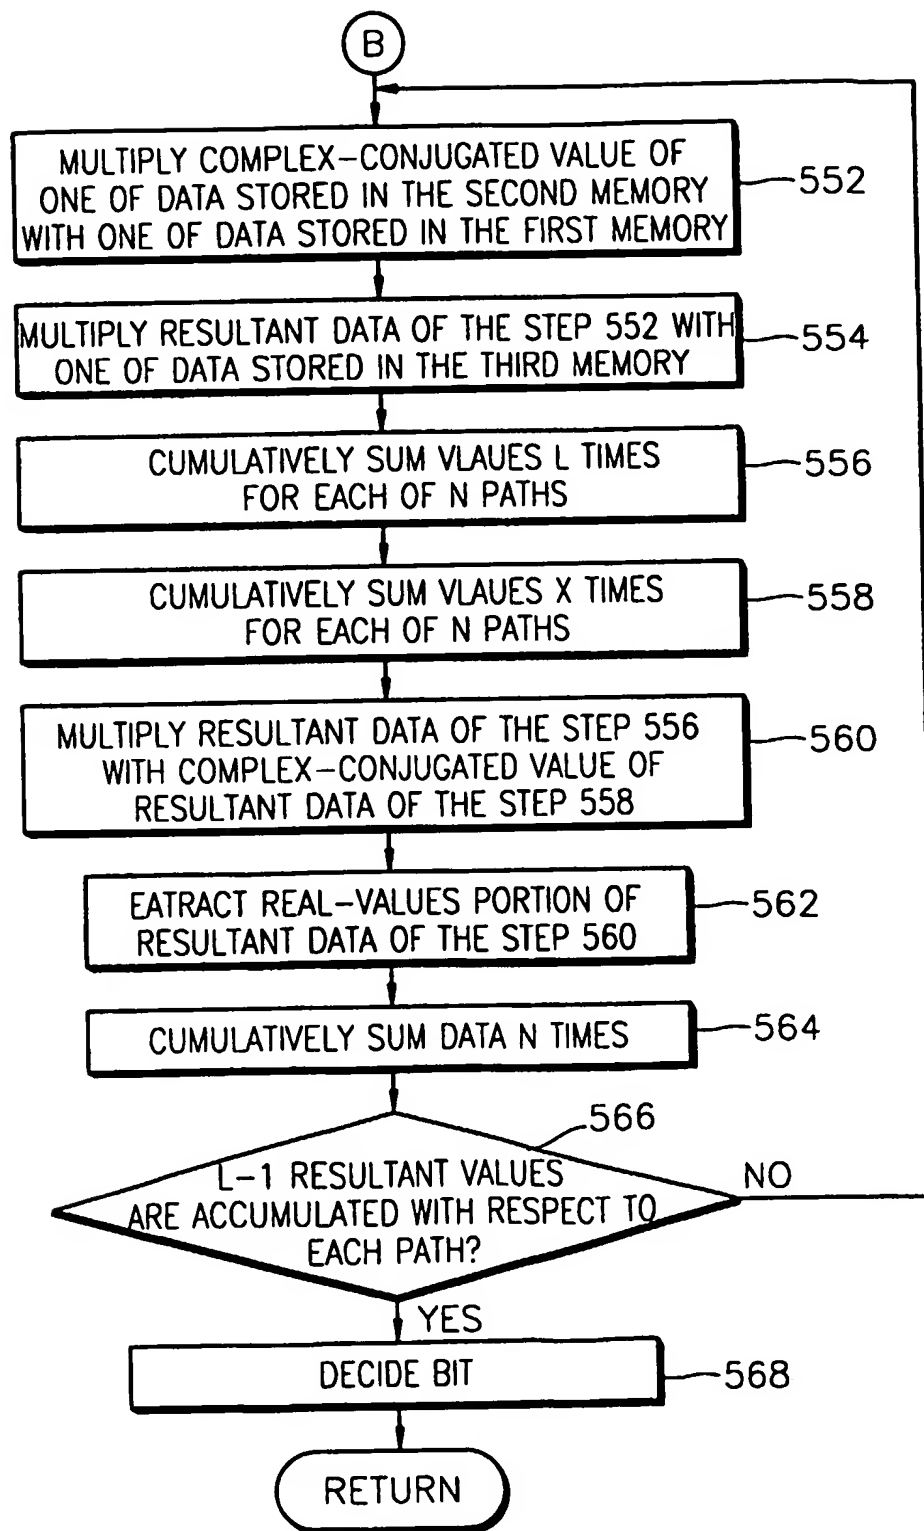 B
MULTIPLY COMPLEX-CONJUGATED VALUE OF
ONE OF DATA STORED IN THE SECOND MEMORY
WITH ONE OF DATA STORED IN THE FIRST MEMORY
552
MULTIPLY RESULTANT DATA OF THE STEP 552 WITH
ONE OF DATA STORED IN THE THIRD MEMORY
554
CUMULATIVELY SUM VLAUES L TIMES
FOR EACH OF N PATHS
556
CUMULATIVELY SUM VLAUES X TIMES
FOR EACH OF N PATHS
558
MULTIPLY RESULTANT DATA OF THE STEP 556
WITH COMPLEX-CONJUGATED VALUE OF
RESULTANT DATA OF THE STEP 558
560
EATRACT REAL-VALUES PORTION OF
RESULTANT DATA OF THE STEP 560
562
CUMULATIVELY SUM DATA N TIMES
564
566
L-1 RESULTANT VALUES
ARE ACCUMULATED WITH RESPECT TO
EACH PATH?
NO
YES
DECIDE BIT
568
RETURN